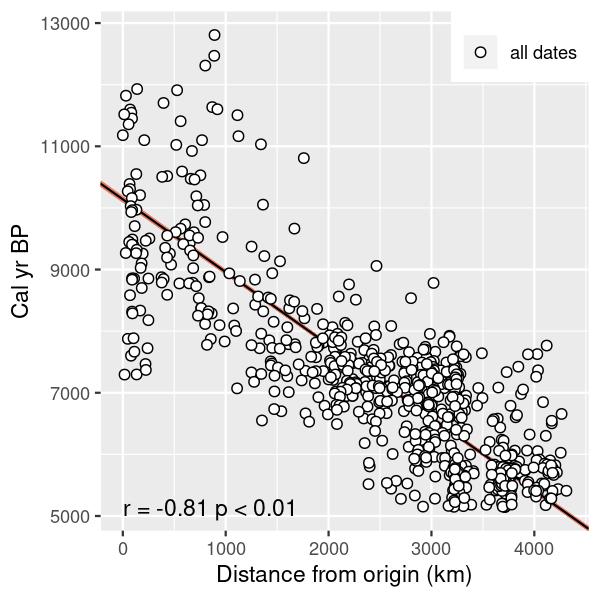 13000
all dates
11000
9000
7000
5000
Cal yr BP
r = -0.81 p < 0.01
0 1000 2000 3000 4000
Distance from origin (km)